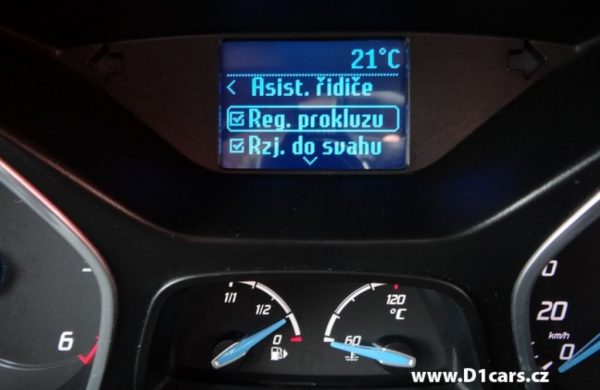 21°C
< Asist. řidiče
Reg. prokluzu
Rzj. do svahu
1/1
1/2
0
120
°C
60
6
0
20
km/h
0
www.D1cars.cz